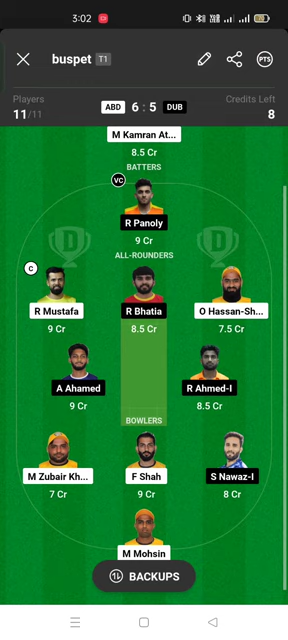 3:02
buspet T1
PTS
Players
11/11
ABD 6 : 5 DUB
Credits Left
8
M Kamran At...
8.5 Cr
BATTERS
VC
R Panoly
9 Cr
ALL-ROUNDERS
C
R Mustafa
R Bhatia
O Hassan-Sh...
9 Cr
8.5 Cr
7.5 Cr
A Ahamed
R Ahmed-I
9 Cr
8.5 Cr
BOWLERS
M Zubair Kh...
F Shah
S Nawaz-I
7 Cr
9 Cr
8 Cr
M Mohsin
BACKUPS